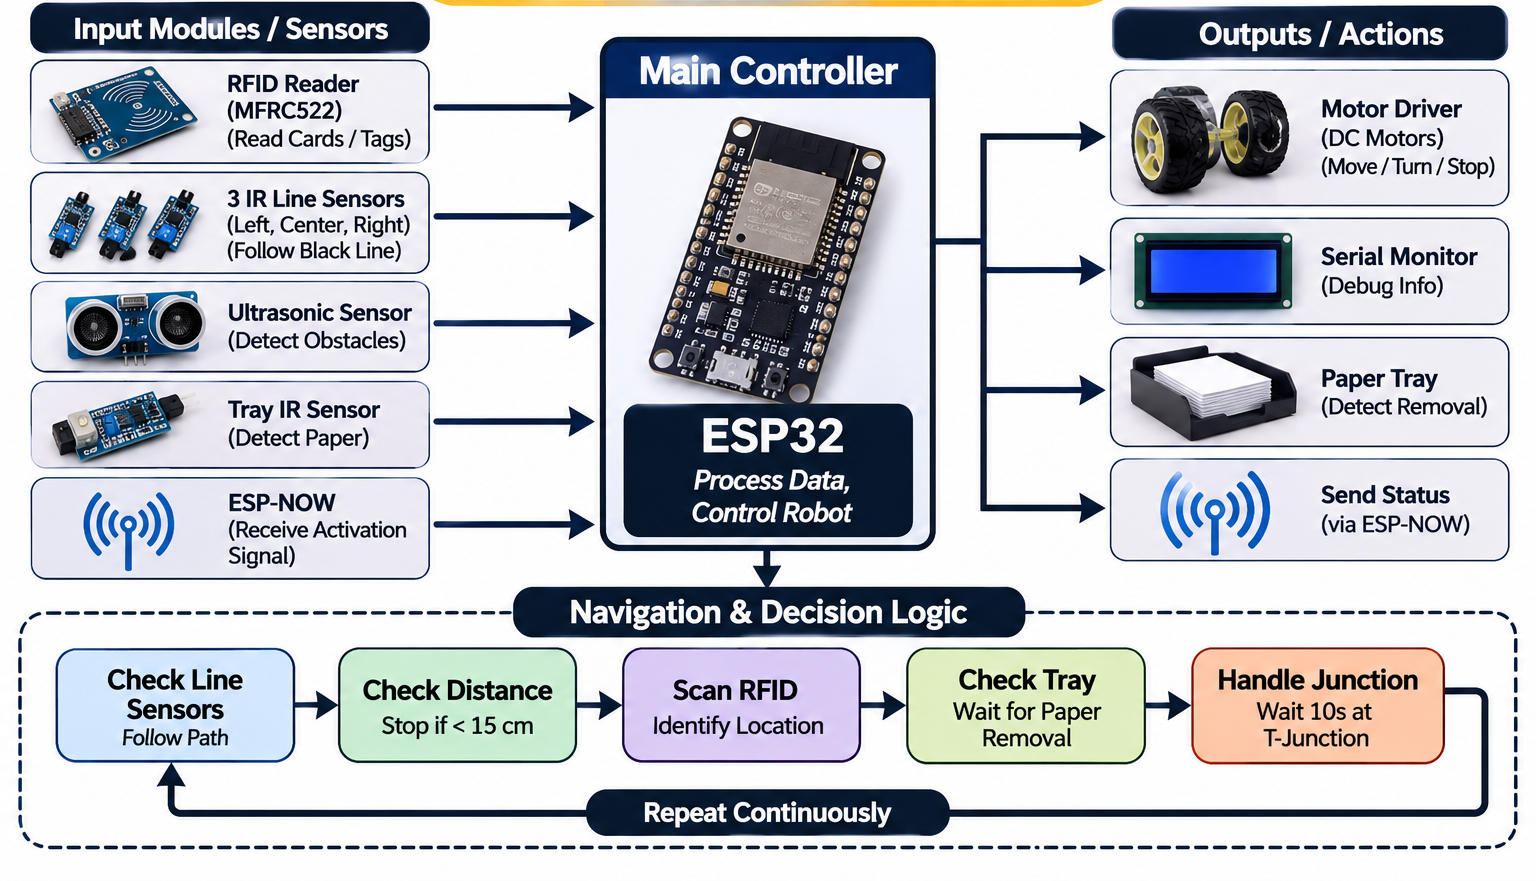 Input Modules / Sensors
RFID Reader
(MFRC522)
(Read Cards / Tags)
3 IR Line Sensors
(Left, Center, Right)
(Follow Black Line)
Ultrasonic Sensor
(Detect Obstacles)
Tray IR Sensor
(Detect Paper)
ESP-NOW
(Receive Activation
Signal)
Main Controller
ESP32
Process Data,
Control Robot
Outputs / Actions
Motor Driver
(DC Motors)
(Move / Turn / Stop)
Serial Monitor
(Debug Info)
Paper Tray
(Detect Removal)
Send Status
(via ESP-NOW)
Navigation & Decision Logic
Check Line
Sensors
Follow Path
Check Distance
Stop if < 15 cm
Scan RFID
Identify Location
Check Tray
Wait for Paper
Removal
Handle Junction
Wait 10s at
T-Junction
Repeat Continuously